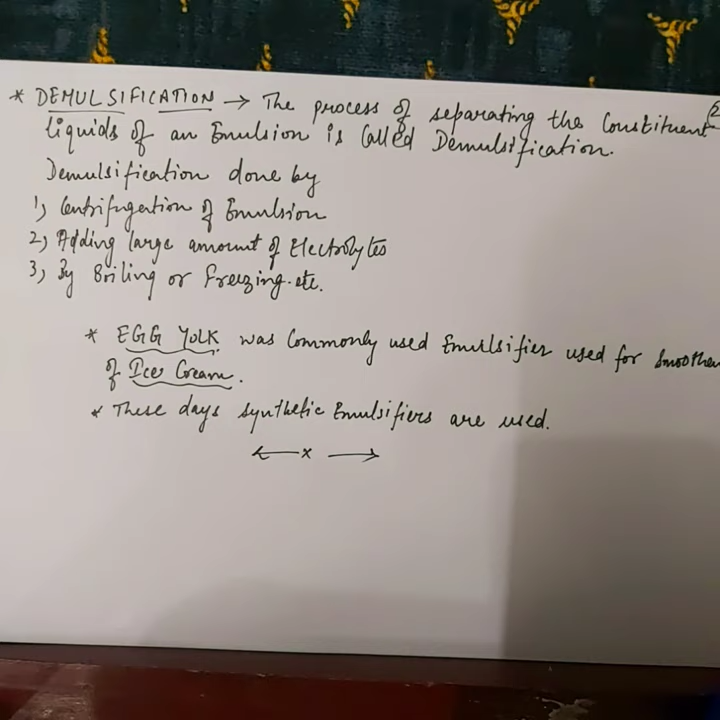 * DEMULSIFICATION → The process of separating the Constituent
liquids of an Emulsion is Called Demulsification.
Demulsification done by
1) Centrifugertion of Emulsion
2) Adding large amount of Electrolytes
3) By Boiling or Freezing. etc.
* EGG YOLK was Commonly used Emulsifier used for Smoothen
of Ice Cream.
* These days Synthetic Emulsifiers are used.
← x →